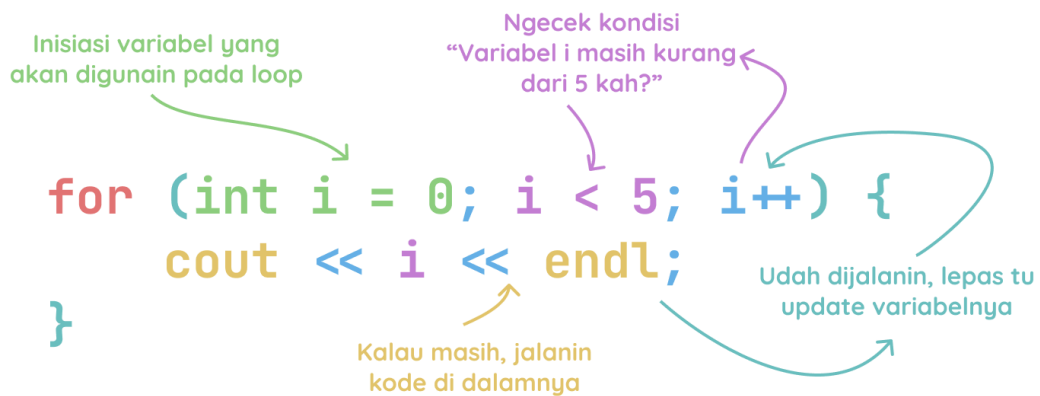 Inisiasi variabel yang
akan digunain pada loop
Ngecek kondisi
“Variabel i masih kurang
dari 5 kah?”
for (int i = 0; i < 5; i++) {
cout << i << endl;
}
Udah dijalanin, lepas tu
update variabelnya
Kalau masih, jalanin
kode di dalamnya